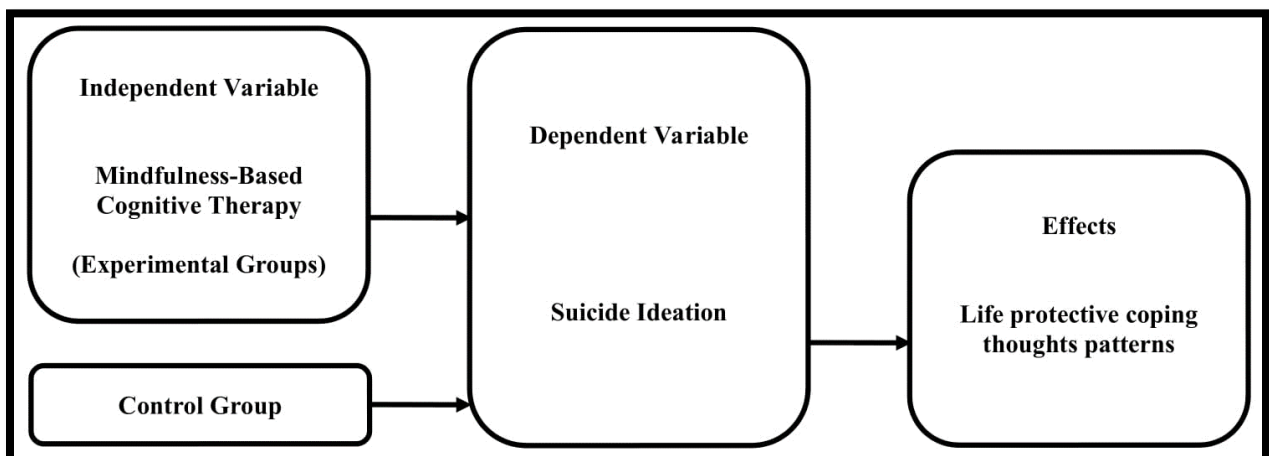 Independent Variable
Mindfulness-Based
Cognitive Therapy
(Experimental Groups)
Control Group
Dependent Variable
Suicide Ideation
Effects
Life protective coping
thoughts patterns